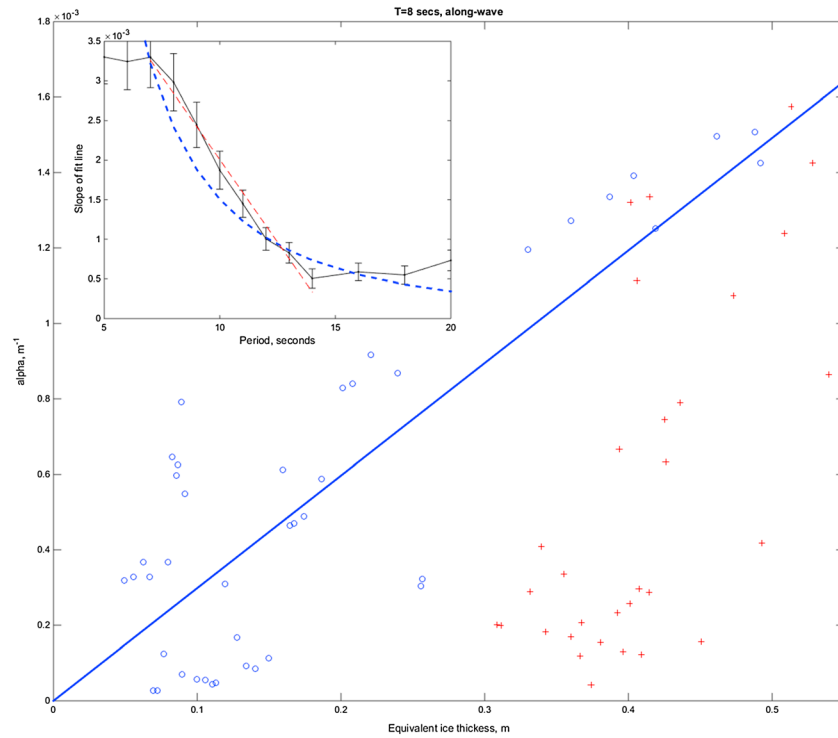 T=8 secs, along-wave
×10⁻³
1.8
1.6
1.4
1.2
1
0.8
0.6
0.4
0.2
0
alpha, m⁻¹
0 0.1 0.2 0.3 0.4 0.5
Equivalent ice thickess, m
×10⁻³
3.5
3
2.5
2
1.5
1
0.5
0
Slope of fit line
5 10 15 20
Period, seconds